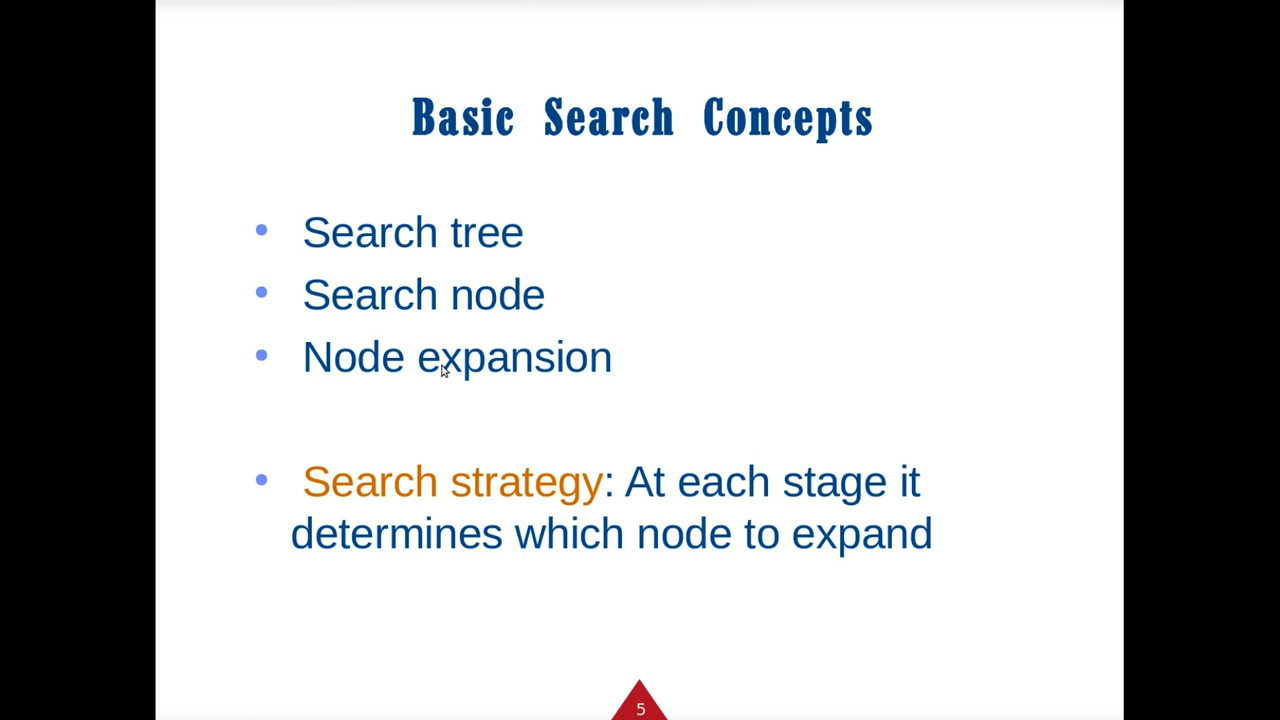 Basic Search Concepts
• Search tree
• Search node
• Node expansion
• Search strategy: At each stage it
determines which node to expand
5